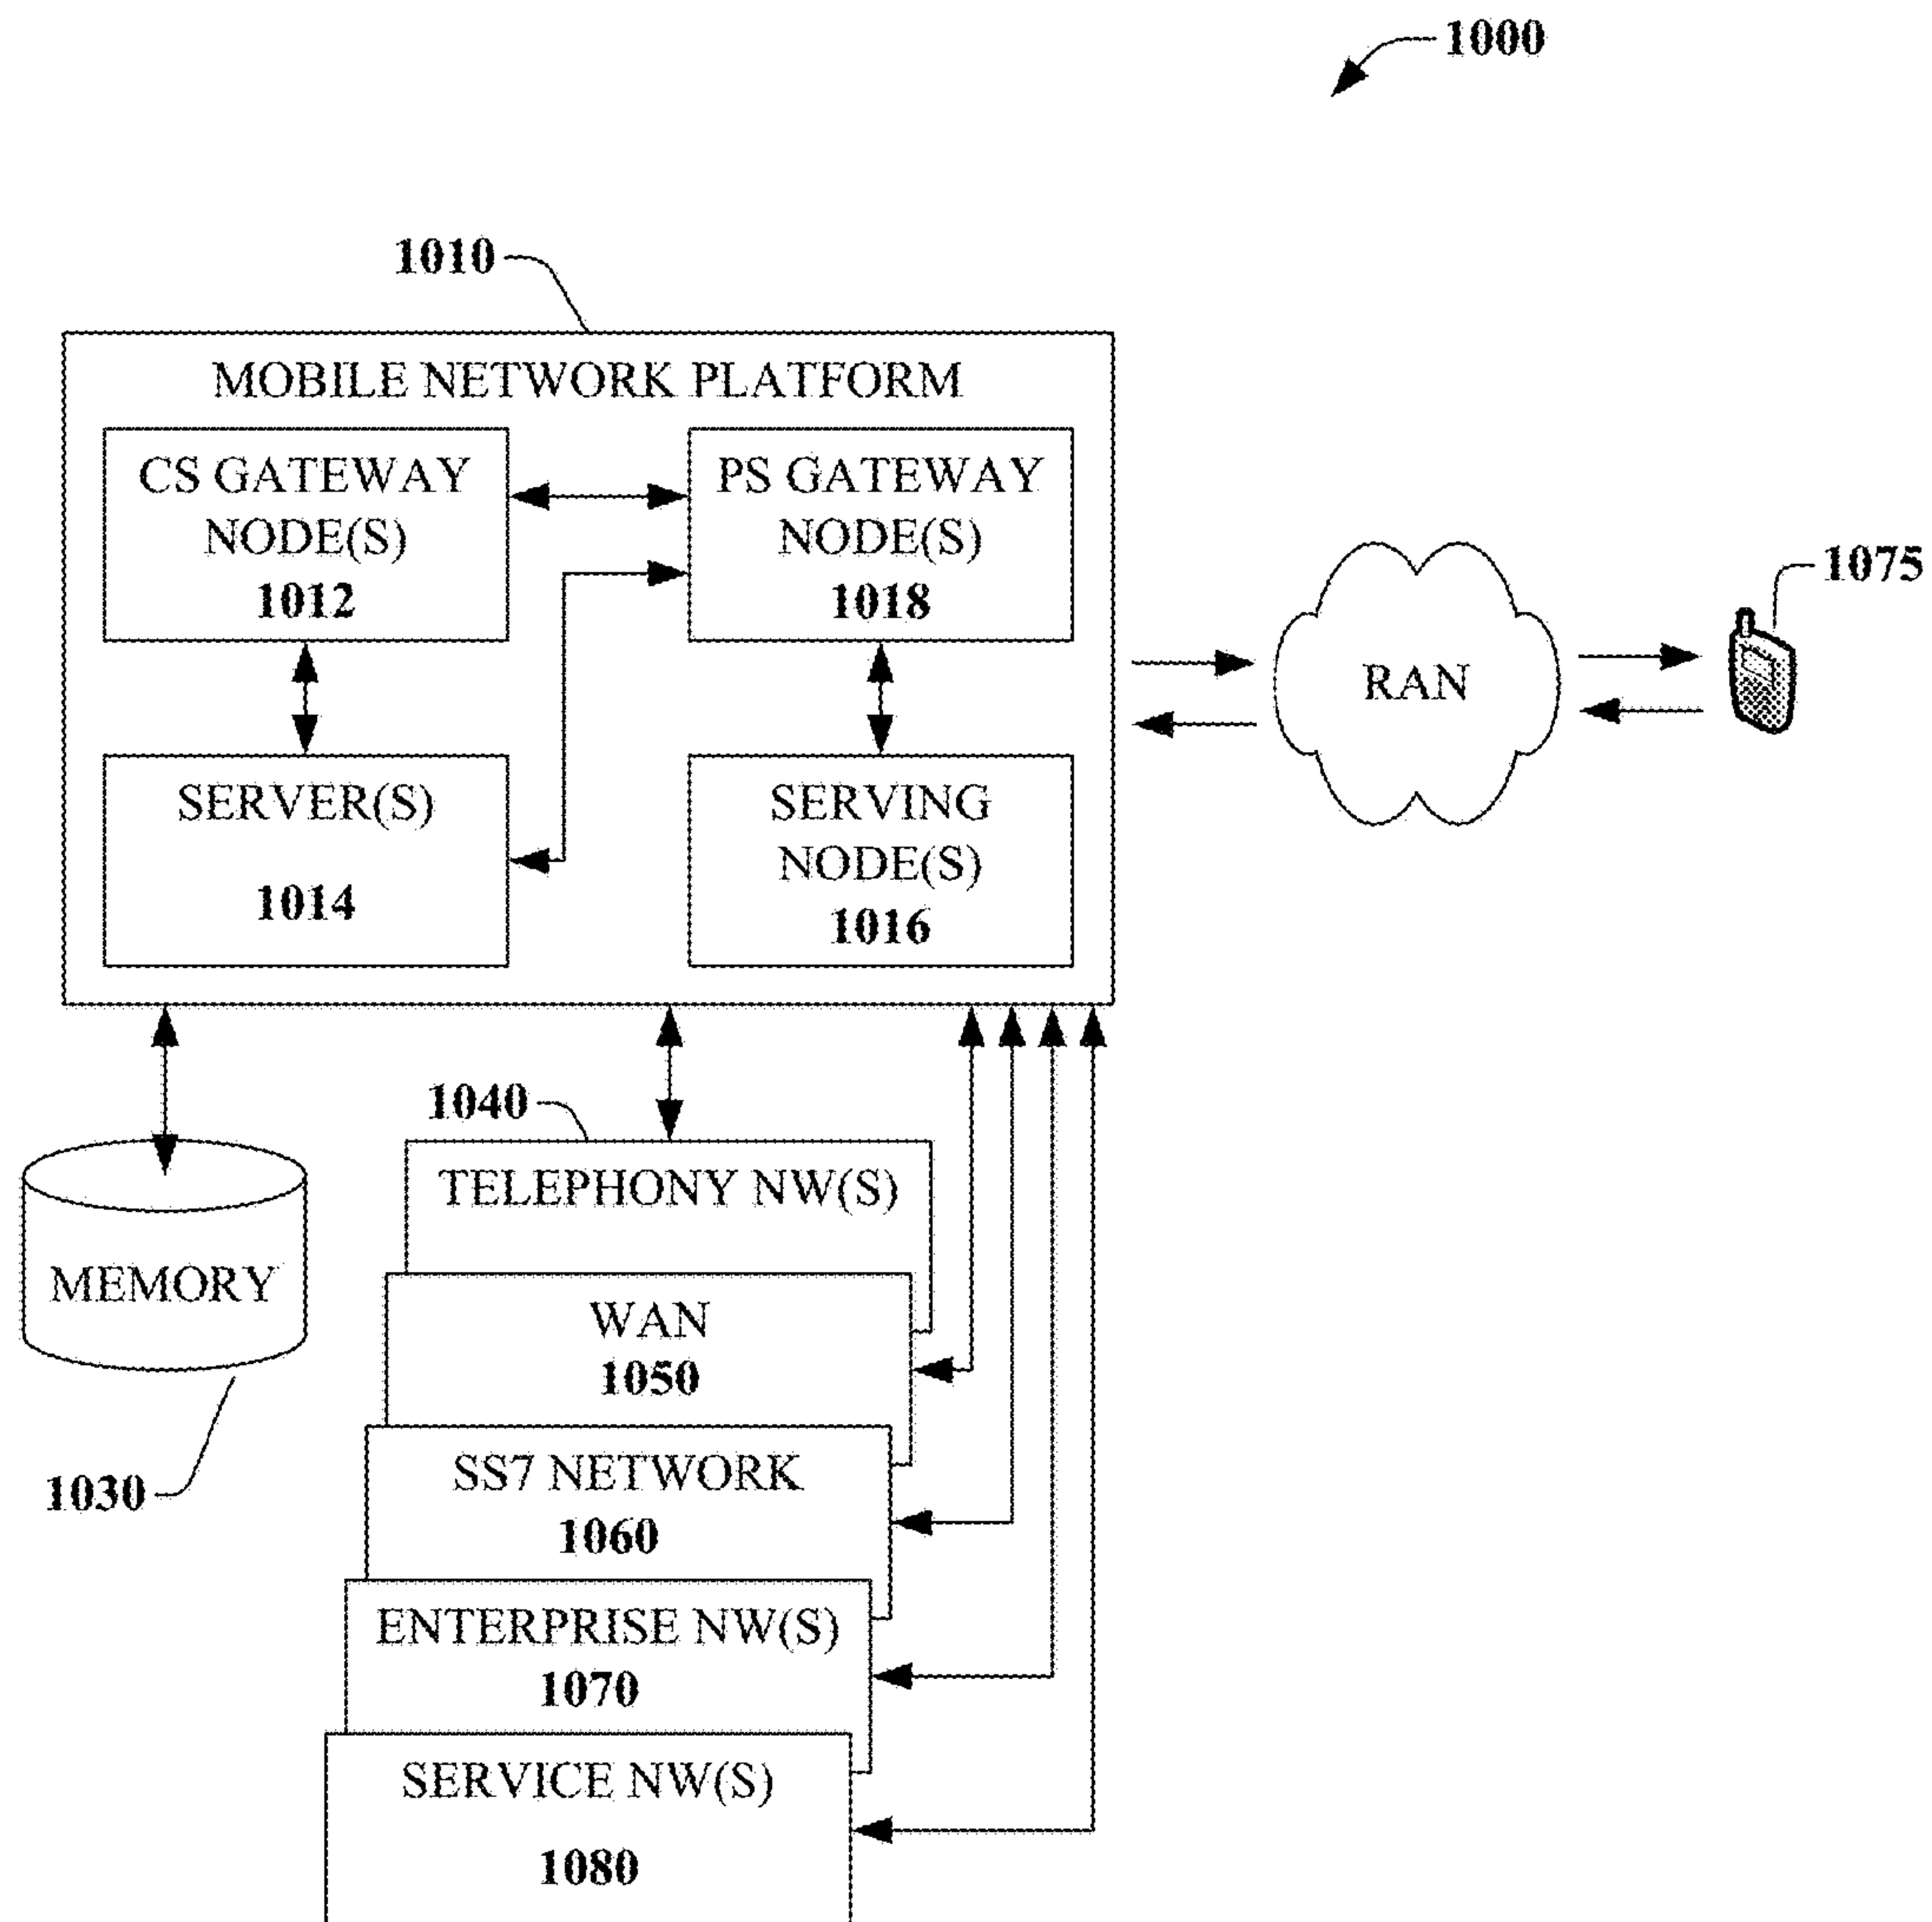 1000
1010
MOBILE NETWORK PLATFORM
CS GATEWAY
NODE(S)
1012
PS GATEWAY
NODE(S)
1018
SERVER(S)
1014
SERVING
NODE(S)
1016
RAN
1075
1040
TELEPHONY NW(S)
MEMORY
1030
WAN
1050
SS7 NETWORK
1060
ENTERPRISE NW(S)
1070
SERVICE NW(S)
1080